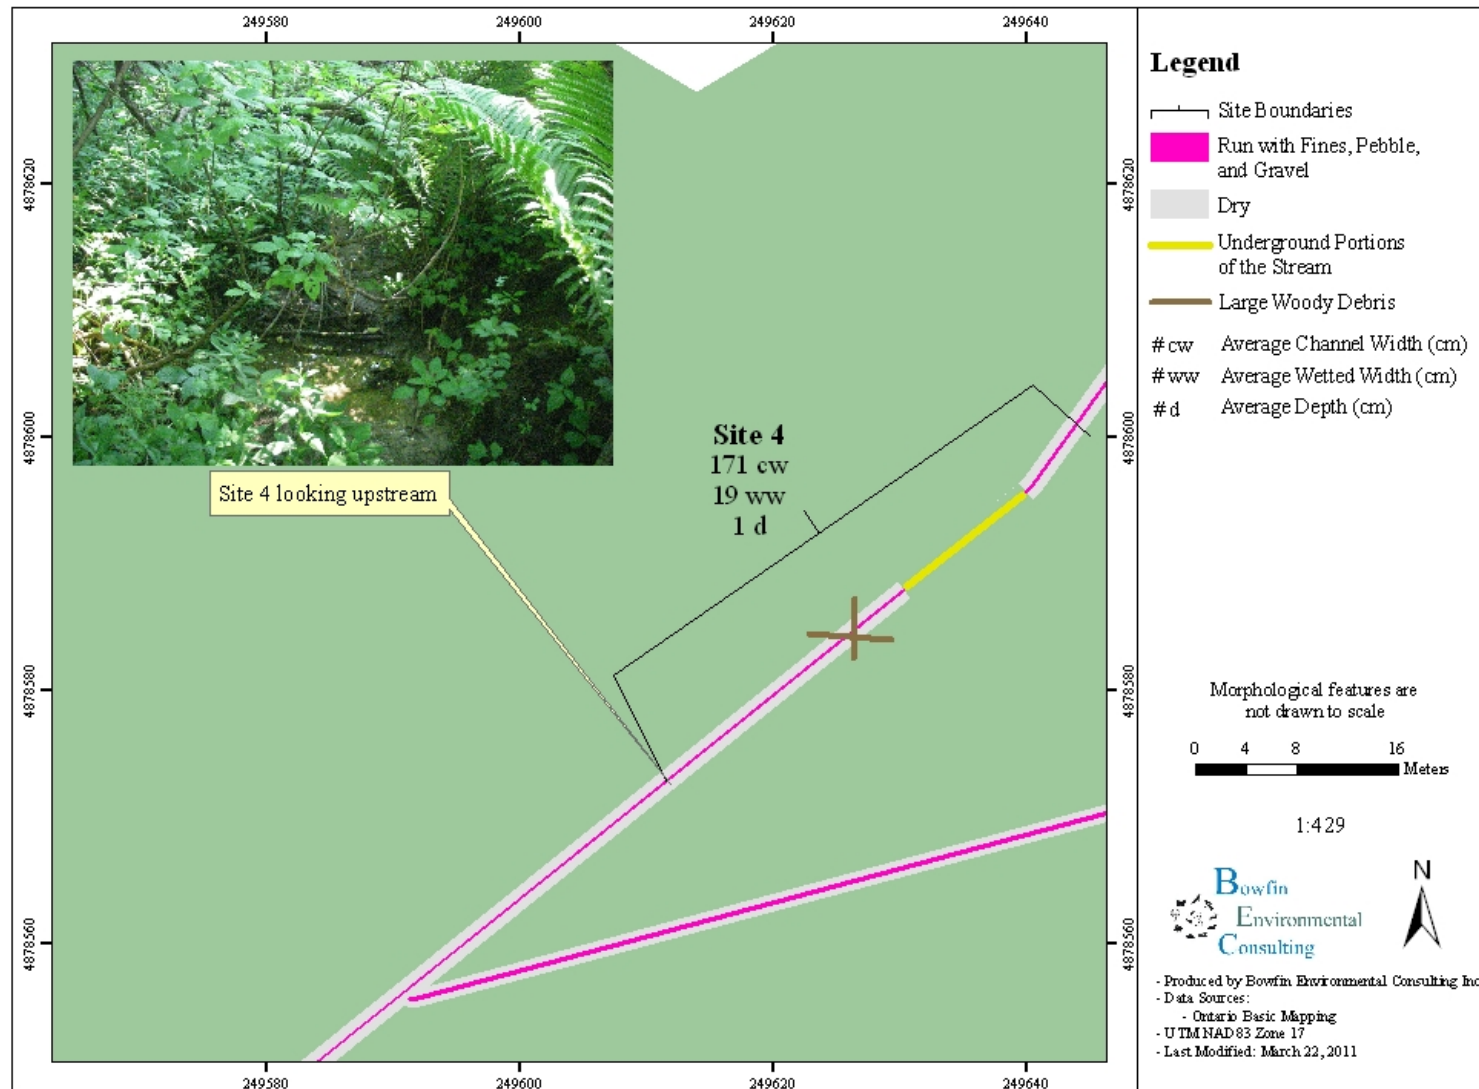 249580 249600 249620 249640
4878620
4878600
4878580
4878560
Site 4 looking upstream
Site 4
171 cw
19 ww
1 d
4878620
4878600
4878580
4878560
249580 249600 249620 249640
Legend
Site Boundaries
Run with Fines, Pebble,
and Gravel
Dry
Underground Portions
of the Stream
Large Woody Debris
# cw Average Channel Width (cm)
# ww Average Wetted Width (cm)
# d Average Depth (cm)
Morphological features are
not drawn to scale
0 4 8 16
Meters
1:429
Bowfin
Environmental
Consulting
N
- Produced by Bowfin Environmental Consulting Inc
- Data Sources:
- Ontario Basic Mapping
- UTM NAD83 Zone 17
- Last Modified: March 22, 2011